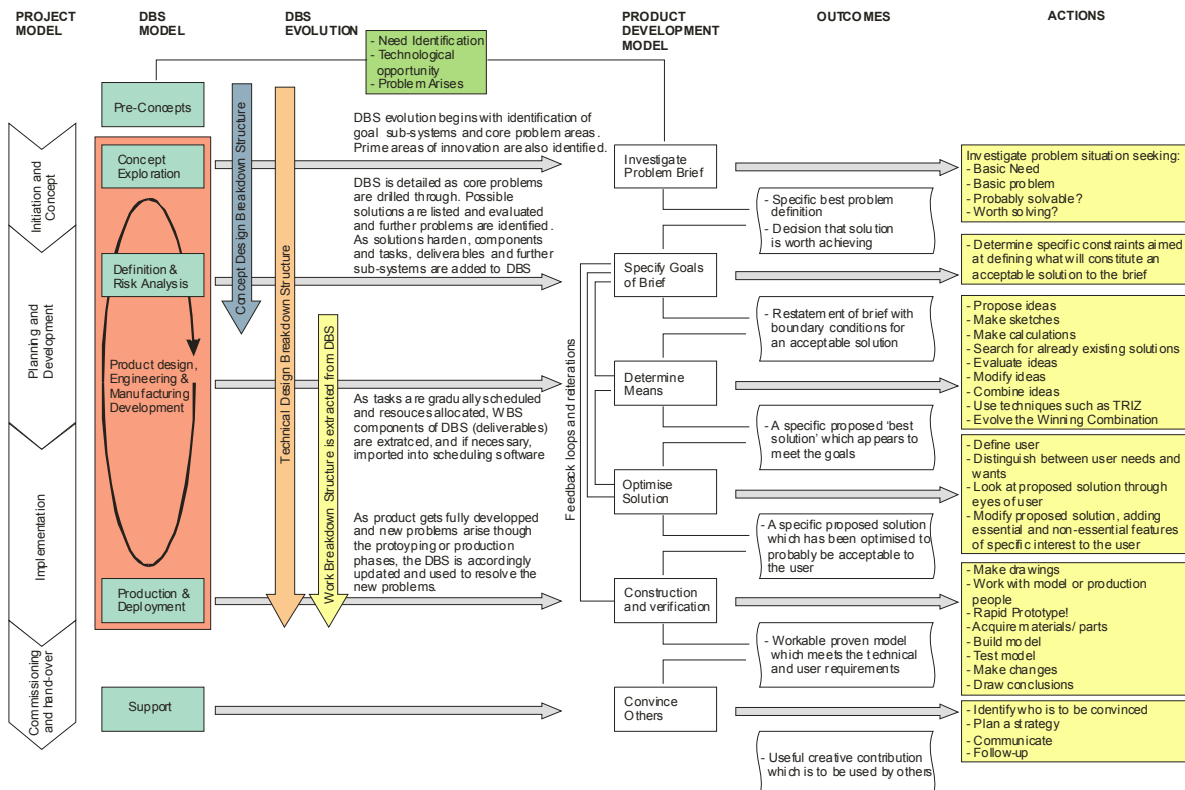 PROJECT
MODEL
DBS
MODEL
DBS
EVOLUTION
PRODUCT
DEVELOPMENT
MODEL
OUTCOMES
ACTIONS
- Need Identification
- Technological
opportunity
- Problem Arises
Pre-Concepts
Concept
Exploration
Definition &
Risk Analysis
Product design,
Engineering &
Manufacturing
Development
Production &
Deployment
Support
Initiation and
Concept
Planning and
Development
Implementation
Commissioning
and hand-over
Concept Design Breakdown Structure
Technical Design Breakdown Structure
Work Breakdown Structure is extracted from DBS
DBS evolution begins with identification of
goal sub-systems and core problem areas.
Prime areas of innovation are also identified.
DBS is detailed as core problems
are drilled through. Possible
solutions are listed and evaluated
and further problems are identified.
As solutions harden, components
and tasks, deliverables and further
sub-systems are added to DBS
As tasks are gradually scheduled
and resouces allocated, WBS
components of DBS (deliverables)
are extratced, and if necessary,
imported into scheduling software
As product gets fully developped
and new problems arise though
the protoyping or production
phases, the DBS is accordingly
updated and used to resolve the
new problems.
Feedback loops and reiterations
Investigate
Problem Brief
Specify Goals
of Brief
Determine
Means
Optimise
Solution
Construction
and verification
Convince
Others
- Specific best problem
definition
- Decision that solution
is worth achieving
- Restatement of brief with
boundary conditions for
an acceptable solution
- A specific proposed ‘best
solution’ which appears to
meet the goals
- A specific proposed solution
which has been optimised to
probably be acceptable to
the user
- Workable proven model
which meets the technical
and user requirements
- Useful creative contribution
which is to be used by others
Investigate problem situation seeking:
- Basic Need
- Basic problem
- Probably solvable?
- Worth solving?
- Determine specific constraints aimed
at defining what will constitute an
acceptable solution to the brief
- Propose ideas
- Make sketches
- Make calculations
- Search for already existing solutions
- Evaluate ideas
- Modify ideas
- Combine ideas
- Use techniques such as TRIZ
- Evolve the Winning Combination
- Define user
- Distinguish between user needs and
wants
- Look at proposed solution through
eyes of user
- Modify proposed solution, adding
essential and non-essential features
of specific interest to the user
- Make drawings
- Work with model or production
people
- Rapid Prototype!
- Acquire materials/ parts
- Build model
- Test model
- Make changes
- Draw conclusions
- Identify who is to be convinced
- Plan a strategy
- Communicate
- Follow-up